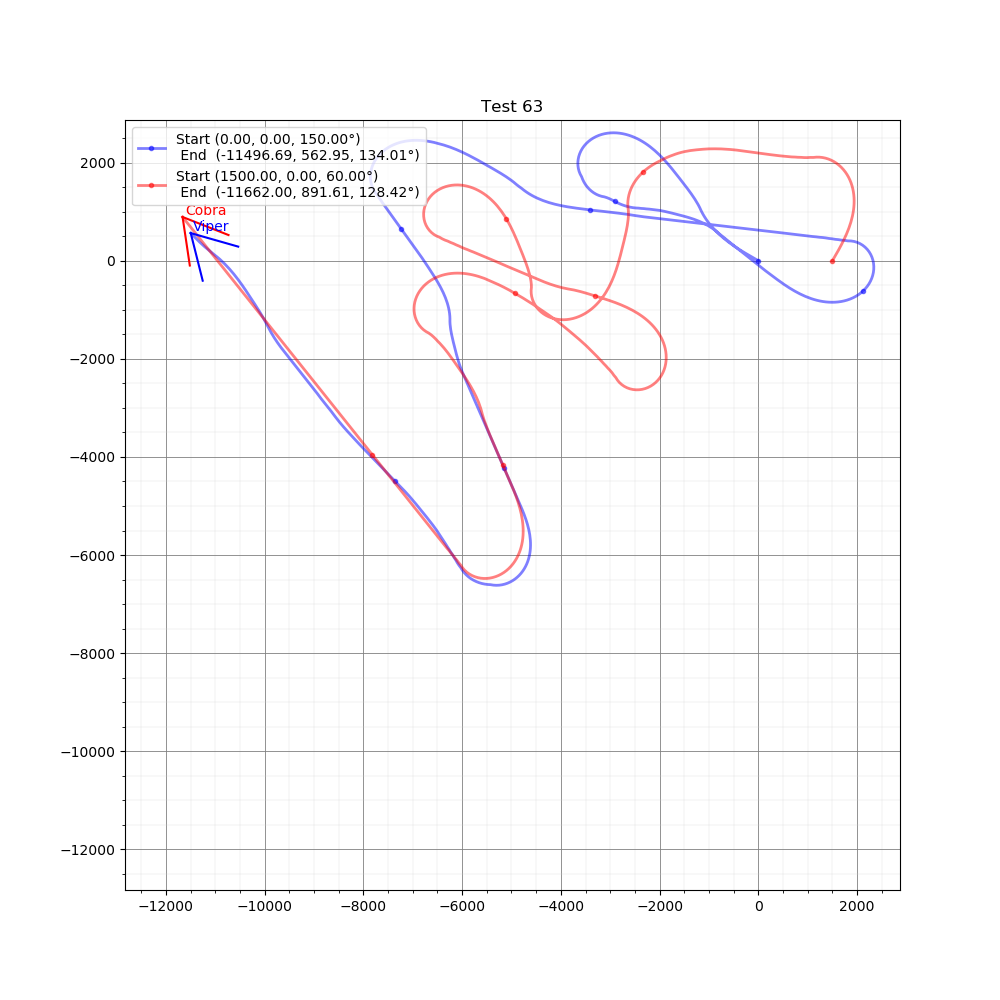 Test 63
Start (0.00, 0.00, 150.00°)
End (-11496.69, 562.95, 134.01°)
Start (1500.00, 0.00, 60.00°)
End (-11662.00, 891.61, 128.42°)
Cobra
Viper
2000
0
−2000
−4000
−6000
−8000
−10000
−12000
−12000 −10000 −8000 −6000 −4000 −2000 0 2000